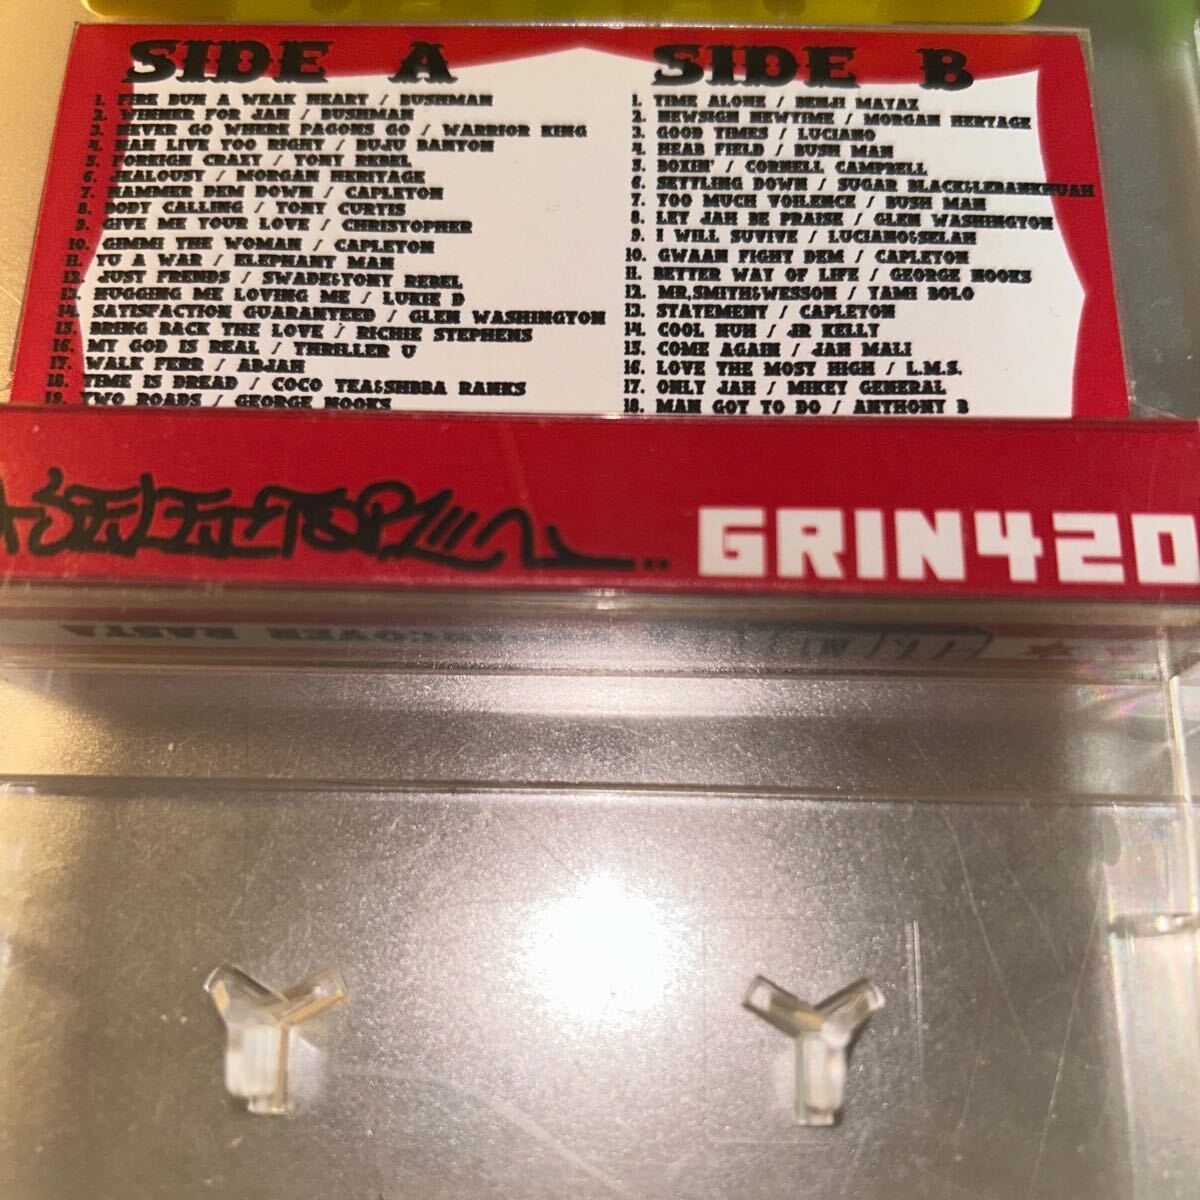 SIDE A
1. FIRE BUN A WEAK HEART / BUSHMAN
2. WINNER FOR JAH / BUSHMAN
3. NEVER GO WHERE PAGONS GO / WARRIOR KING
4. MAN LIVE TOO RIGHT / BUJU BANYON
5. FOREIGN CRAXY / TONY REBEL
6. JEALOUSY / MORGAN HERITAGE
7. HAMMER DEM DOWN / CAPLETON
8. BODY CALLING / TONY CURTIS
9. GIVE ME YOUR LOVE / CHRISTOPHER
10. GIMMI THE WOMAN / CAPLETON
11. YU A WAR / ELEPHANT MAN
12. JUST FRENDS / SWADE&TONY REBEL
13. HUGGING ME LOVING ME / LUKIE D
14. SATISFACTION GUARANTEED / GLEN WASHINGTON
15. BRING BACK THE LOVE / RICHIE STEPHENS
16. MY GOD IS REAL / THRILLER U
17. WALK FERR / ABJAH
18. TIME IS DREAD / COCO TEA&SHBBA RANKS
19. TWO ROADS / GEORGE NOOKS
SIDE B
1. TIME ALONE / BENJI MAYAZ
2. NEWSIGN NEWTIME / MORGAN HERTAGE
3. GOOD TIMES / LUCIANO
4. HEAB FIELD / BUSH MAN
5. BOXIN' / CORNELL CAMPBELL
6. SETTLING DOWN / SUGAR BLACK&LEBANKHUAH
7. TOO MUCH VOILENCE / BUSH MAN
8. LET JAH BE PRAISE / GLEN WASHINGTON
9. I WILL SUVIVE / LUCIANO&SELAH
10. GWAAN FIGHT DEM / CAPLETON
11. BETTER WAY OF LIFE / GEORGE NOOKS
12. MR,SMITH&WESSON / YAMI BOLO
13. STATEMENT / CAPLETON
14. COOL NUH / JR KELLY
15. COME AGAIN / JAH MALI
16. LOVE THE MOST HIGH / L.M.S.
17. ONLY JAH / MIKEY GENERAL
18. MAN GOT TO DO / ANTHONY B
GRIN420
RASTA